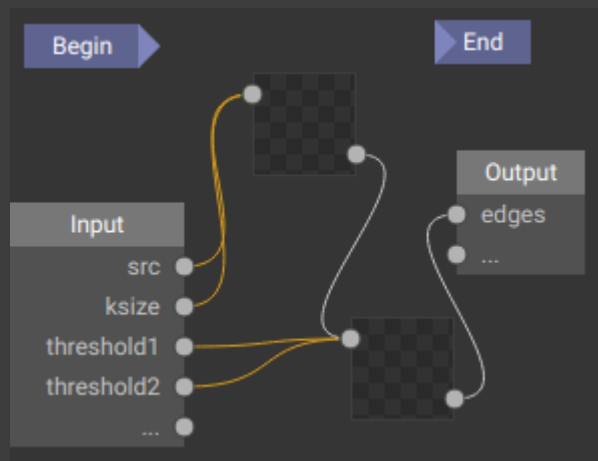 Begin
End
Output
edges
...
Input
src
ksize
threshold1
threshold2
...